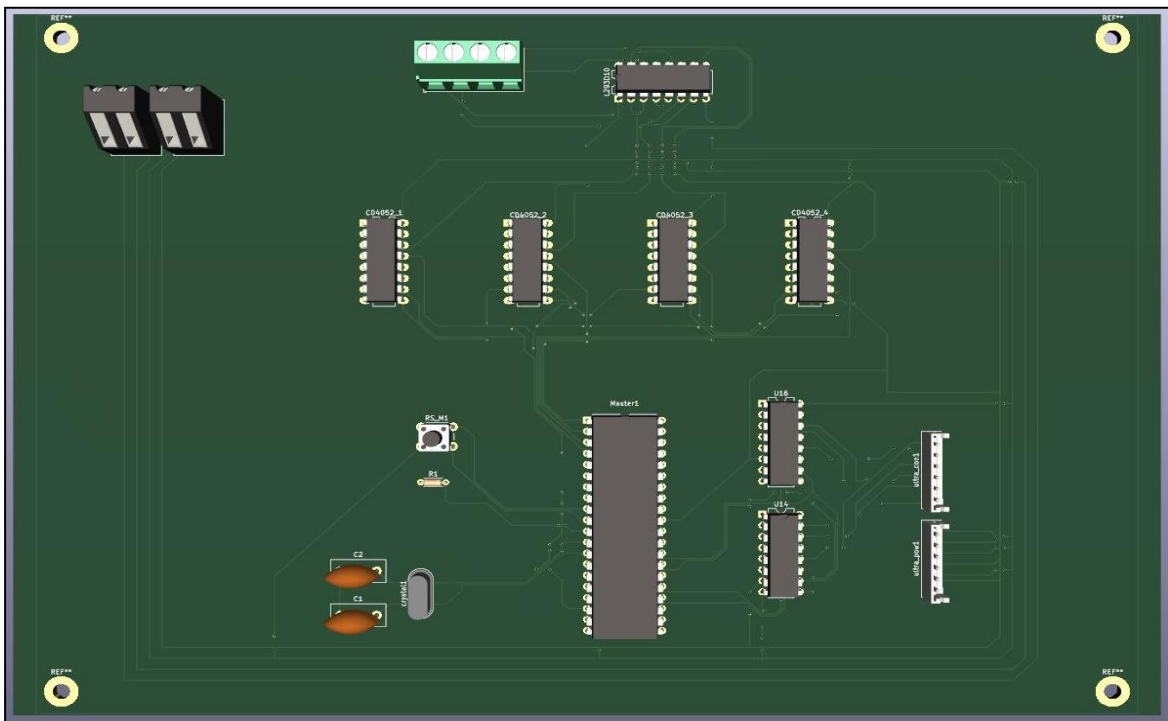 REF**
REF**
L293D10
CD4052_1
CD4052_2
CD4052_3
CD4052_4
Master1
U16
RS_M1
ultra_con1
R1
U14
ultra_pow1
C2
crystal1
C1
REF**
REF**